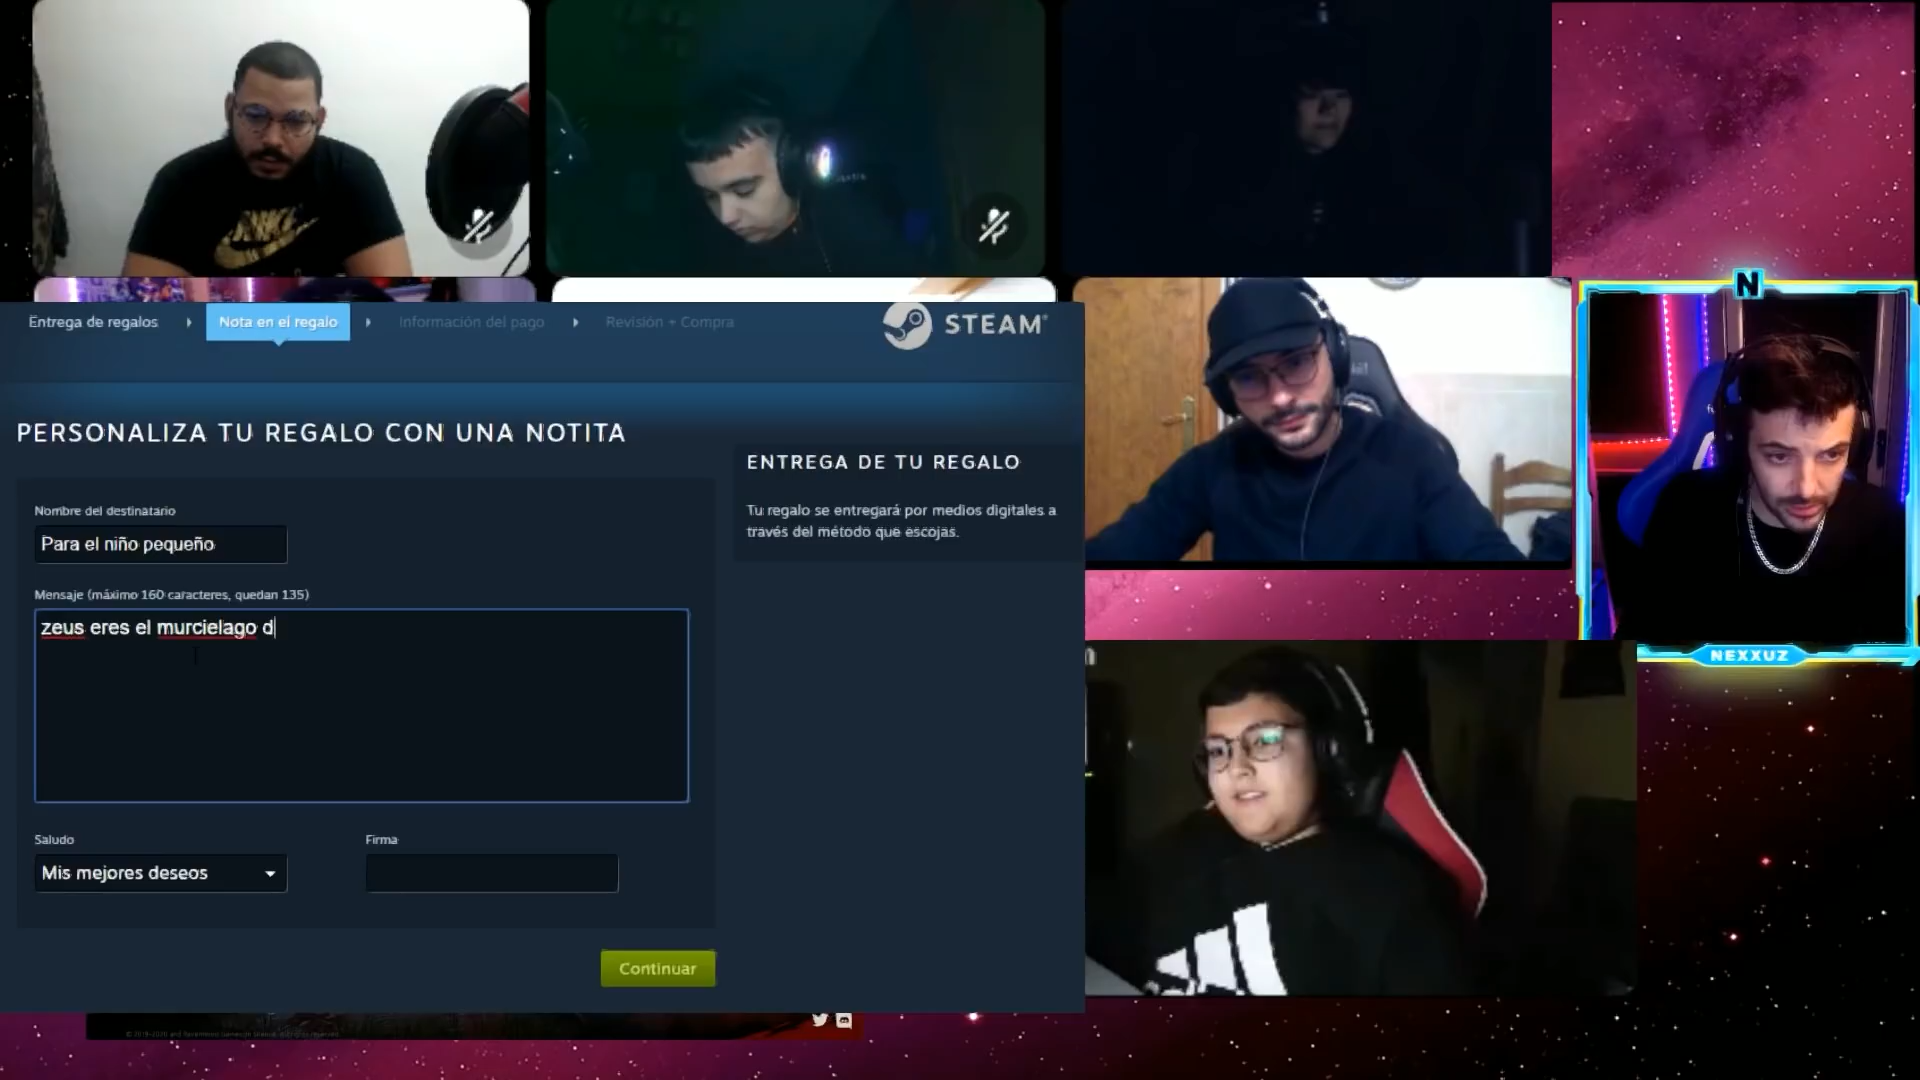 N
Entrega de regalos
Nota en el regalo
Información del pago
Revisión + Compra
STEAM
PERSONALIZA TU REGALO CON UNA NOTITA
ENTREGA DE TU REGALO
Nombre del destinatario
Tu regalo se entregará por medios digitales a
través del método que escojas.
Para el niño pequeño
Mensaje (máximo 160 caracteres, quedan 135)
zeus eres el murcielago d
NEXXUZ
Saludo
Firma
Mis mejores deseos
Continuar